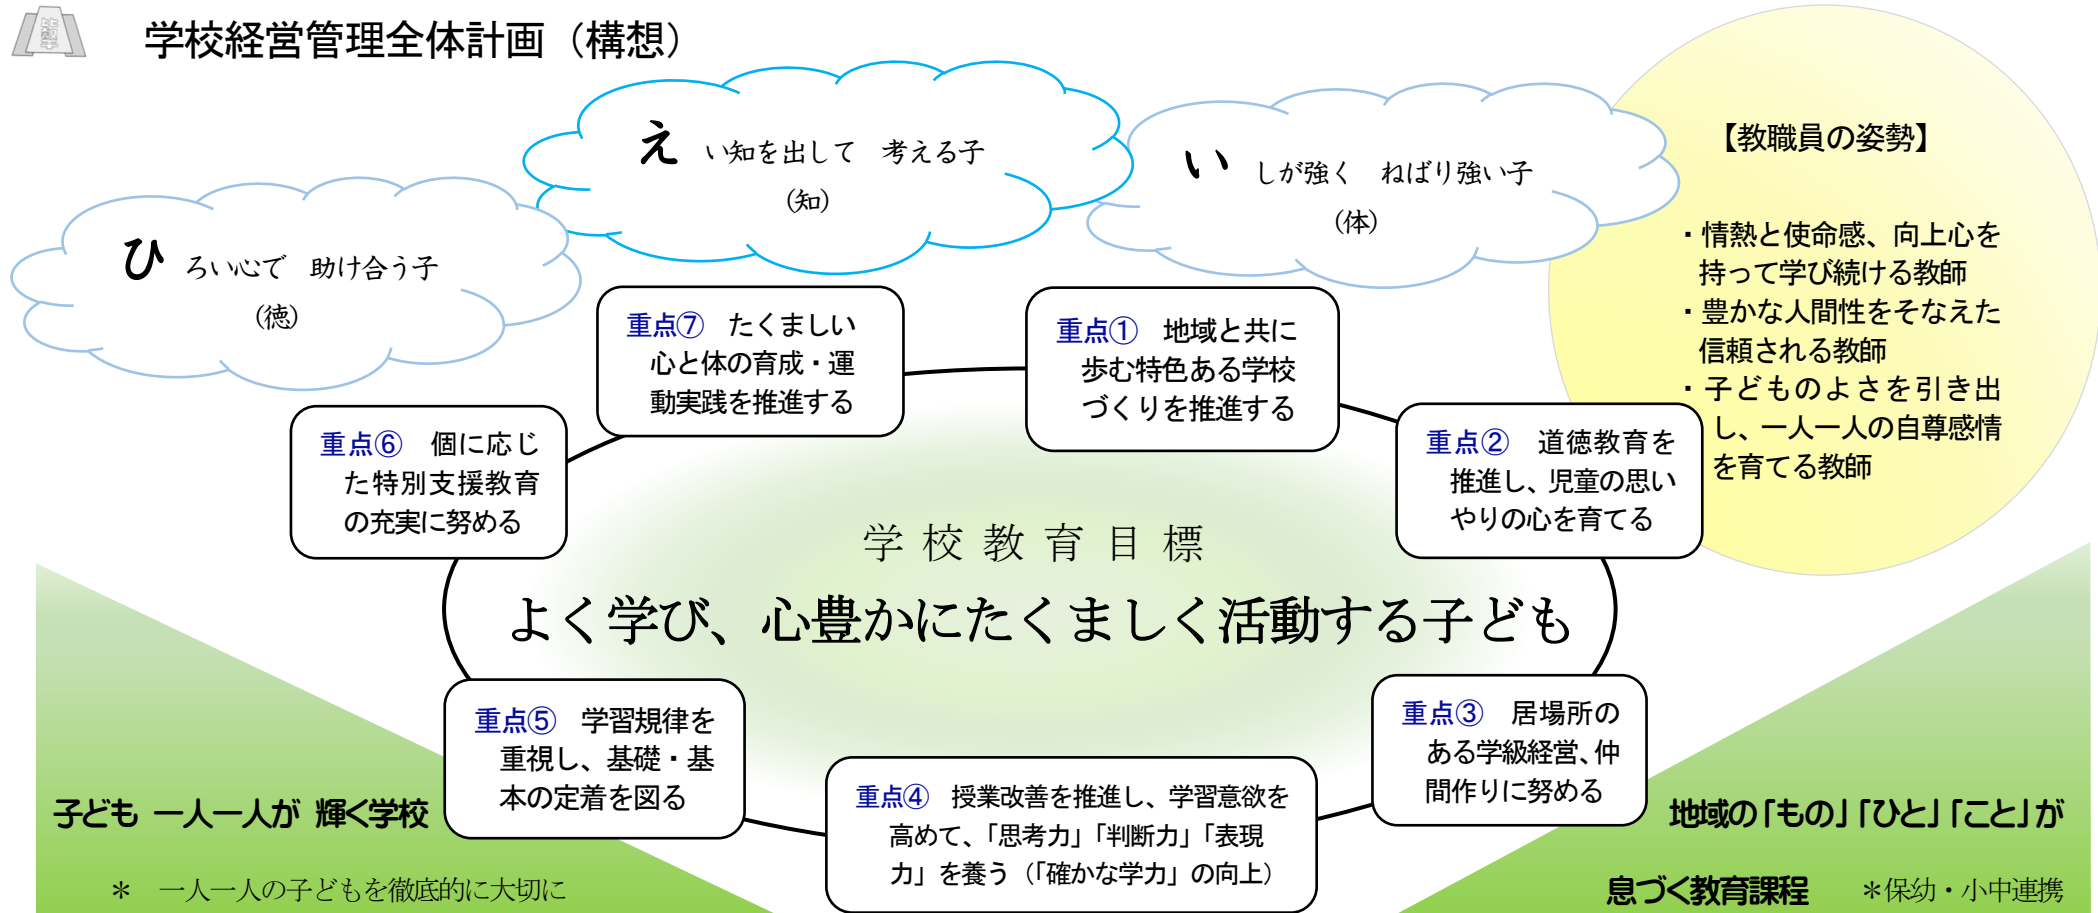 学校経営管理全体計画（構想）
え い知を出して　考える子
（知）
い しが強く　ねばり強い子
（体）
ひ ろい心で　助け合う子
（徳）
【教職員の姿勢】
・情熱と使命感、向上心を
持って学び続ける教師
・豊かな人間性をそなえた
信頼される教師
・子どものよさを引き出
し、一人一人の自尊感情
を育てる教師
重点⑦　たくましい
心と体の育成・運
動実践を推進する
重点①　地域と共に
歩む特色ある学校
づくりを推進する
重点⑥　個に応じ
た特別支援教育
の充実に努める
重点②　道徳教育を
推進し、児童の思い
やりの心を育てる
学校教育目標
よく学び、心豊かにたくましく活動する子ども
重点⑤　学習規律を
重視し、基礎・基
本の定着を図る
重点③　居場所の
ある学級経営、仲
間作りに努める
重点④　授業改善を推進し、学習意欲を
高めて、「思考力」「判断力」「表現
力」を養う（「確かな学力」の向上）
子ども 一人一人が 輝く学校
＊　一人一人の子どもを徹底的に大切に
地域の「もの」「ひと」「こと」が
息づく教育課程　＊保幼・小中連携